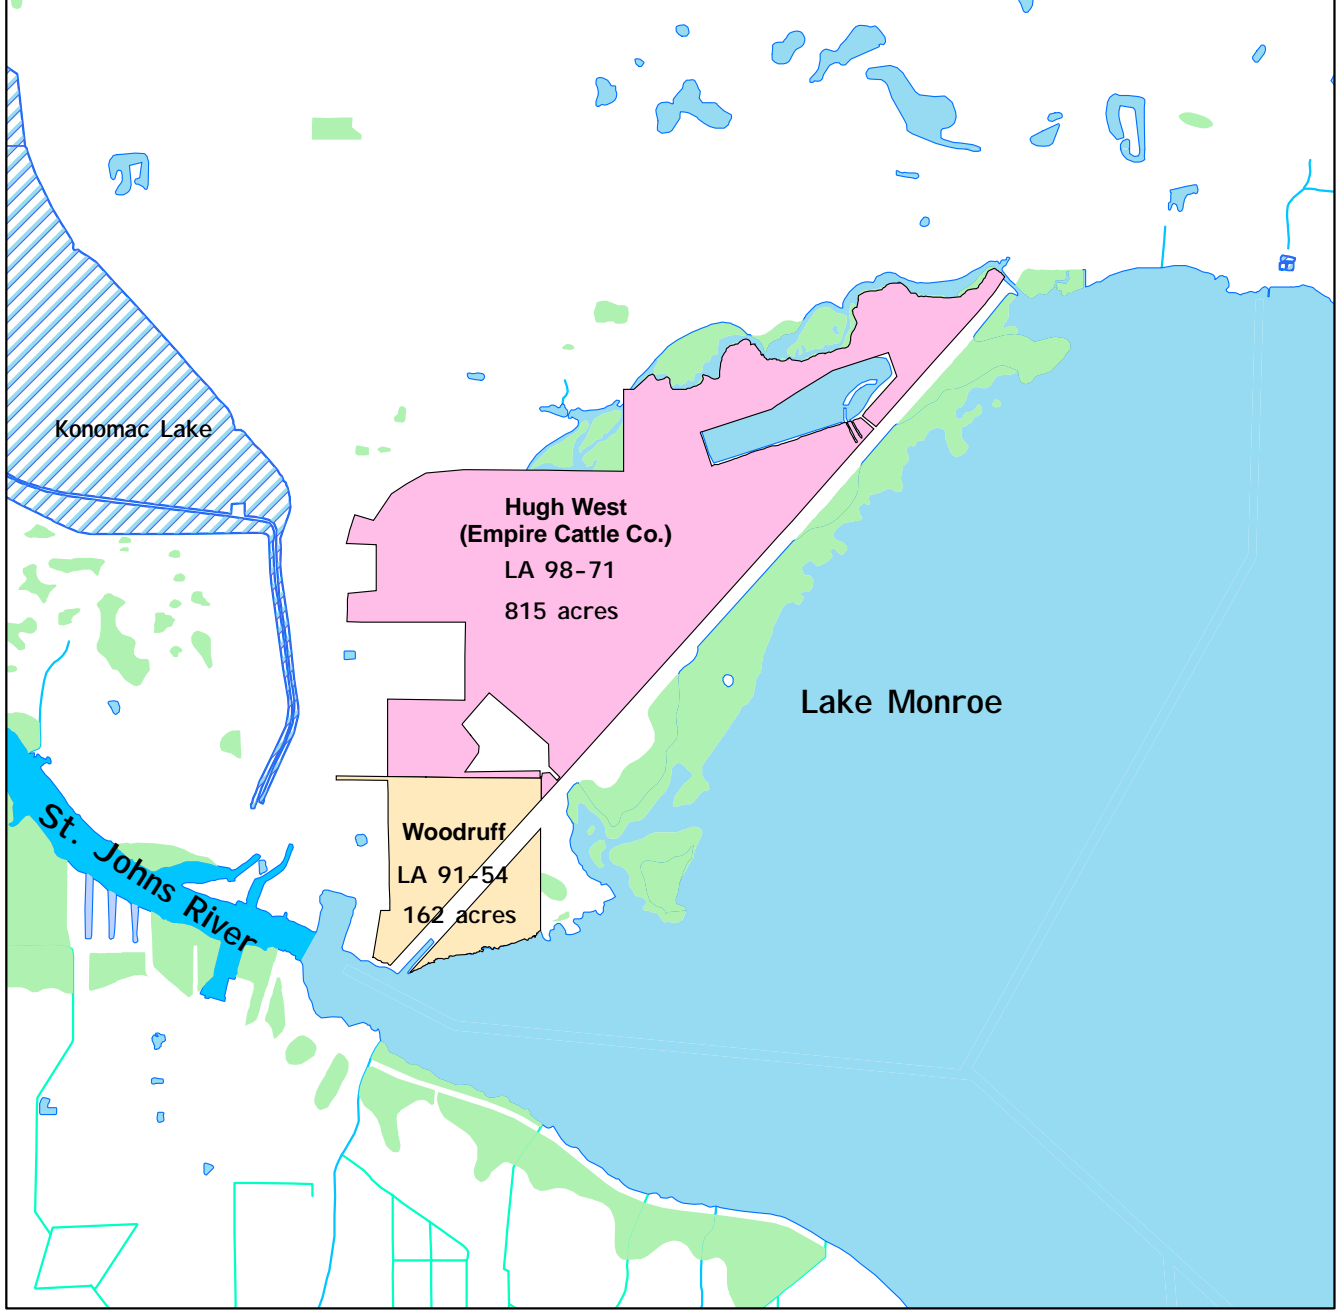 Konomac Lake
Hugh West
(Empire Cattle Co.)
LA 98-71
815 acres
Lake Monroe
St. Johns River
Woodruff
LA 91-54
162 acres